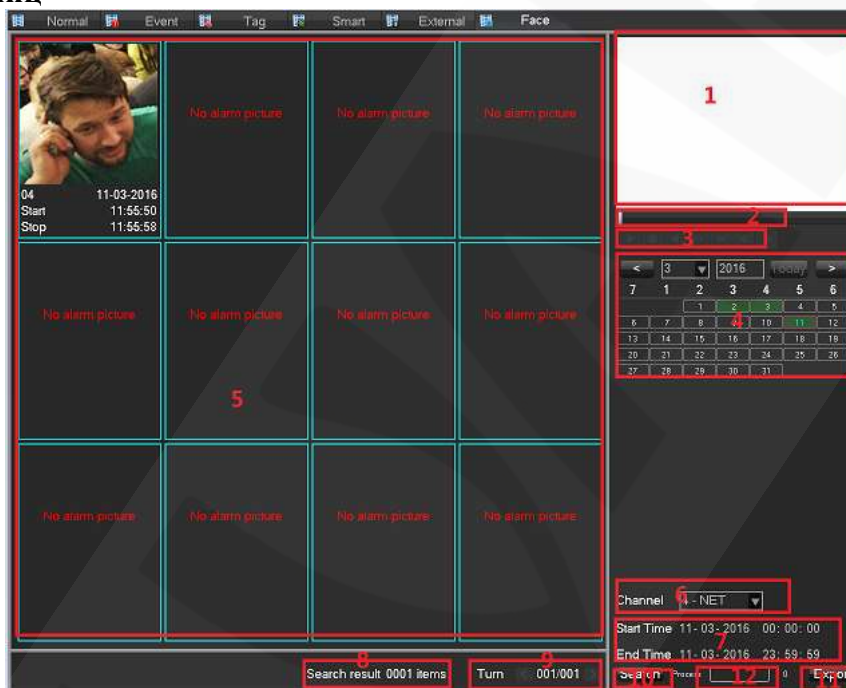 лиц
Normal Event Tag Smart External Face
No alarm picture No alarm picture No alarm picture
04 11-03-2016
Start 11:55:50
Stop 11:55:58
No alarm picture No alarm picture No alarm picture No alarm picture
No alarm picture No alarm picture No alarm picture No alarm picture
5
1
2
3
< 3 2016 Today >
7 1 2 3 4 5 6
1 2 3 4 5
6 7 8 9 10 11 12
13 14 15 16 17 18 19
20 21 22 23 24 25 26
27 28 29 30 31
4
Channel 4 - NET
6
Start Time 11-03-2016 00:00:00
7
End Time 11-03-2016 23:59:59
8 9
Search result 0001 items Turn < 001/001 >
Search Process 0 Export
10 12 11